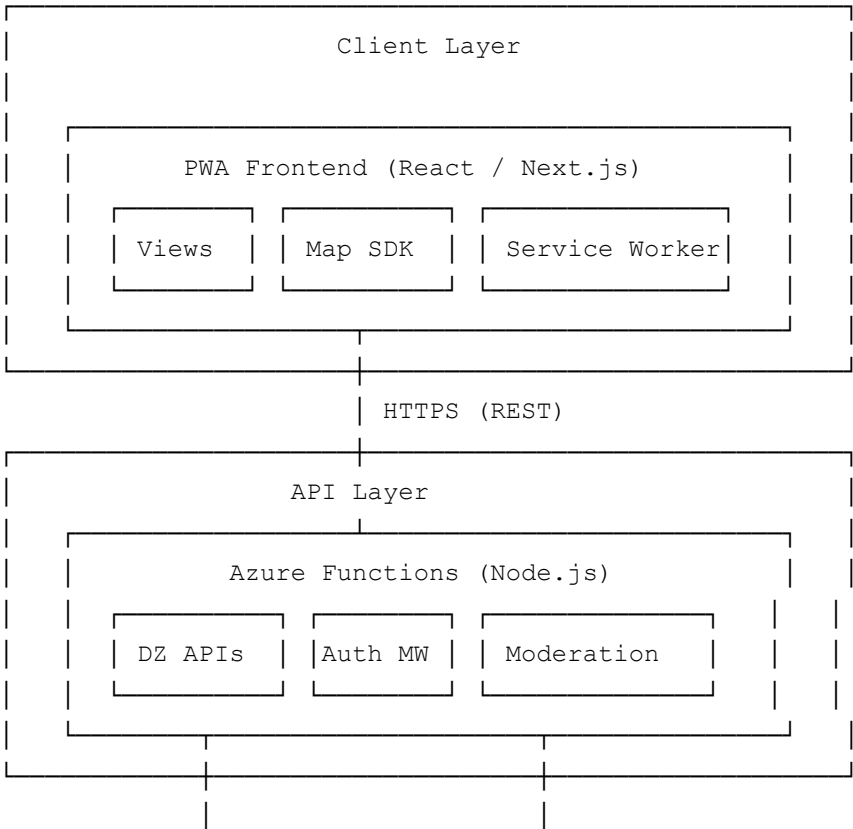 Client Layer
PWA Frontend (React / Next.js)
Views Map SDK Service Worker
HTTPS (REST)
API Layer
Azure Functions (Node.js)
DZ APIs Auth MW Moderation